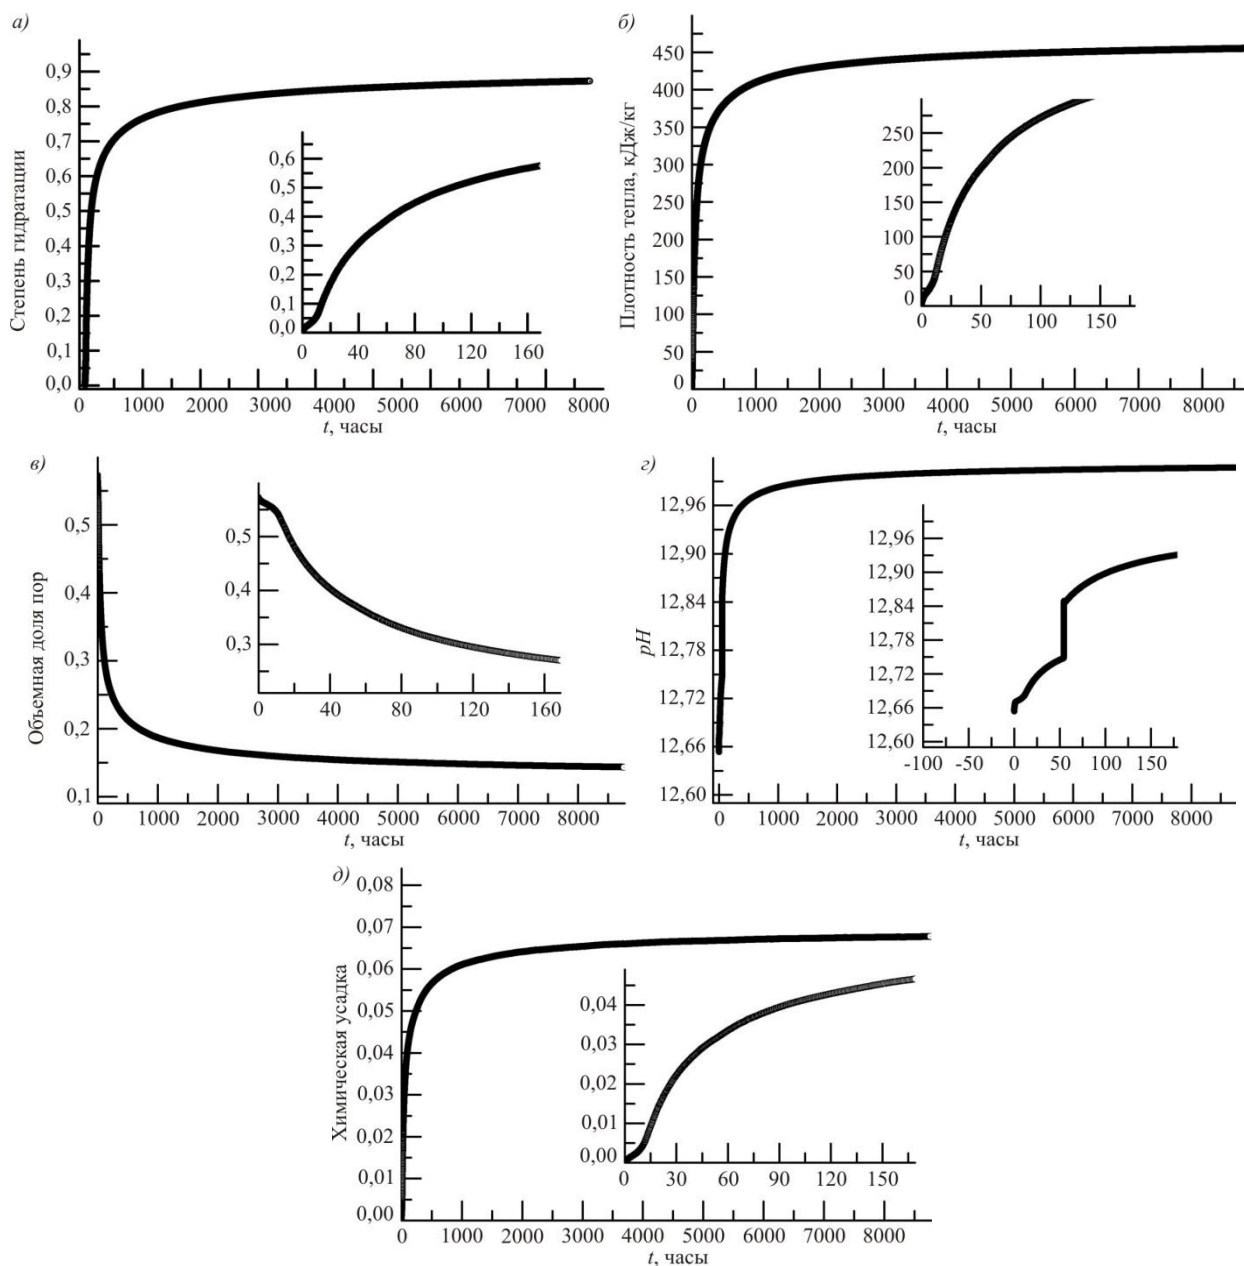 а)
Степень гидратации
0,9
0,8
0,7
0,6
0,5
0,4
0,3
0,2
0,1
0,0
0 1000 2000 3000 4000 5000 6000 7000 8000
t, часы
0,6
0,5
0,4
0,3
0,2
0,1
0,0
0 40 80 120 160
б)
Плотность тепла, кДж/кг
450
400
350
300
250
200
450
100
50
0
0 1000 2000 3000 4000 5000 6000 7000 8000
t, часы
250
200
150
100
50
0
0 50 100 150
в)
Объемная доля пор
0,5
0,4
0,3
0,2
0,1
0 1000 2000 3000 4000 5000 6000 7000 8000
t, часы
0,5
0,4
0,3
0 40 80 120 160
г)
pH
12,96
12,90
12,84
12,78
12,72
12,66
12,60
0 1000 2000 3000 4000 5000 6000 7000 8000
t, часы
12,96
12,90
12,84
12,78
12,72
12,66
12,60
-100 -50 0 50 100 150
д)
Химическая усадка
0,08
0,07
0,06
0,05
0,04
0,03
0,02
0,01
0,00
0 1000 2000 3000 4000 5000 6000 7000 8000
t, часы
0,04
0,03
0,02
0,01
0,00
0 30 60 90 120 150